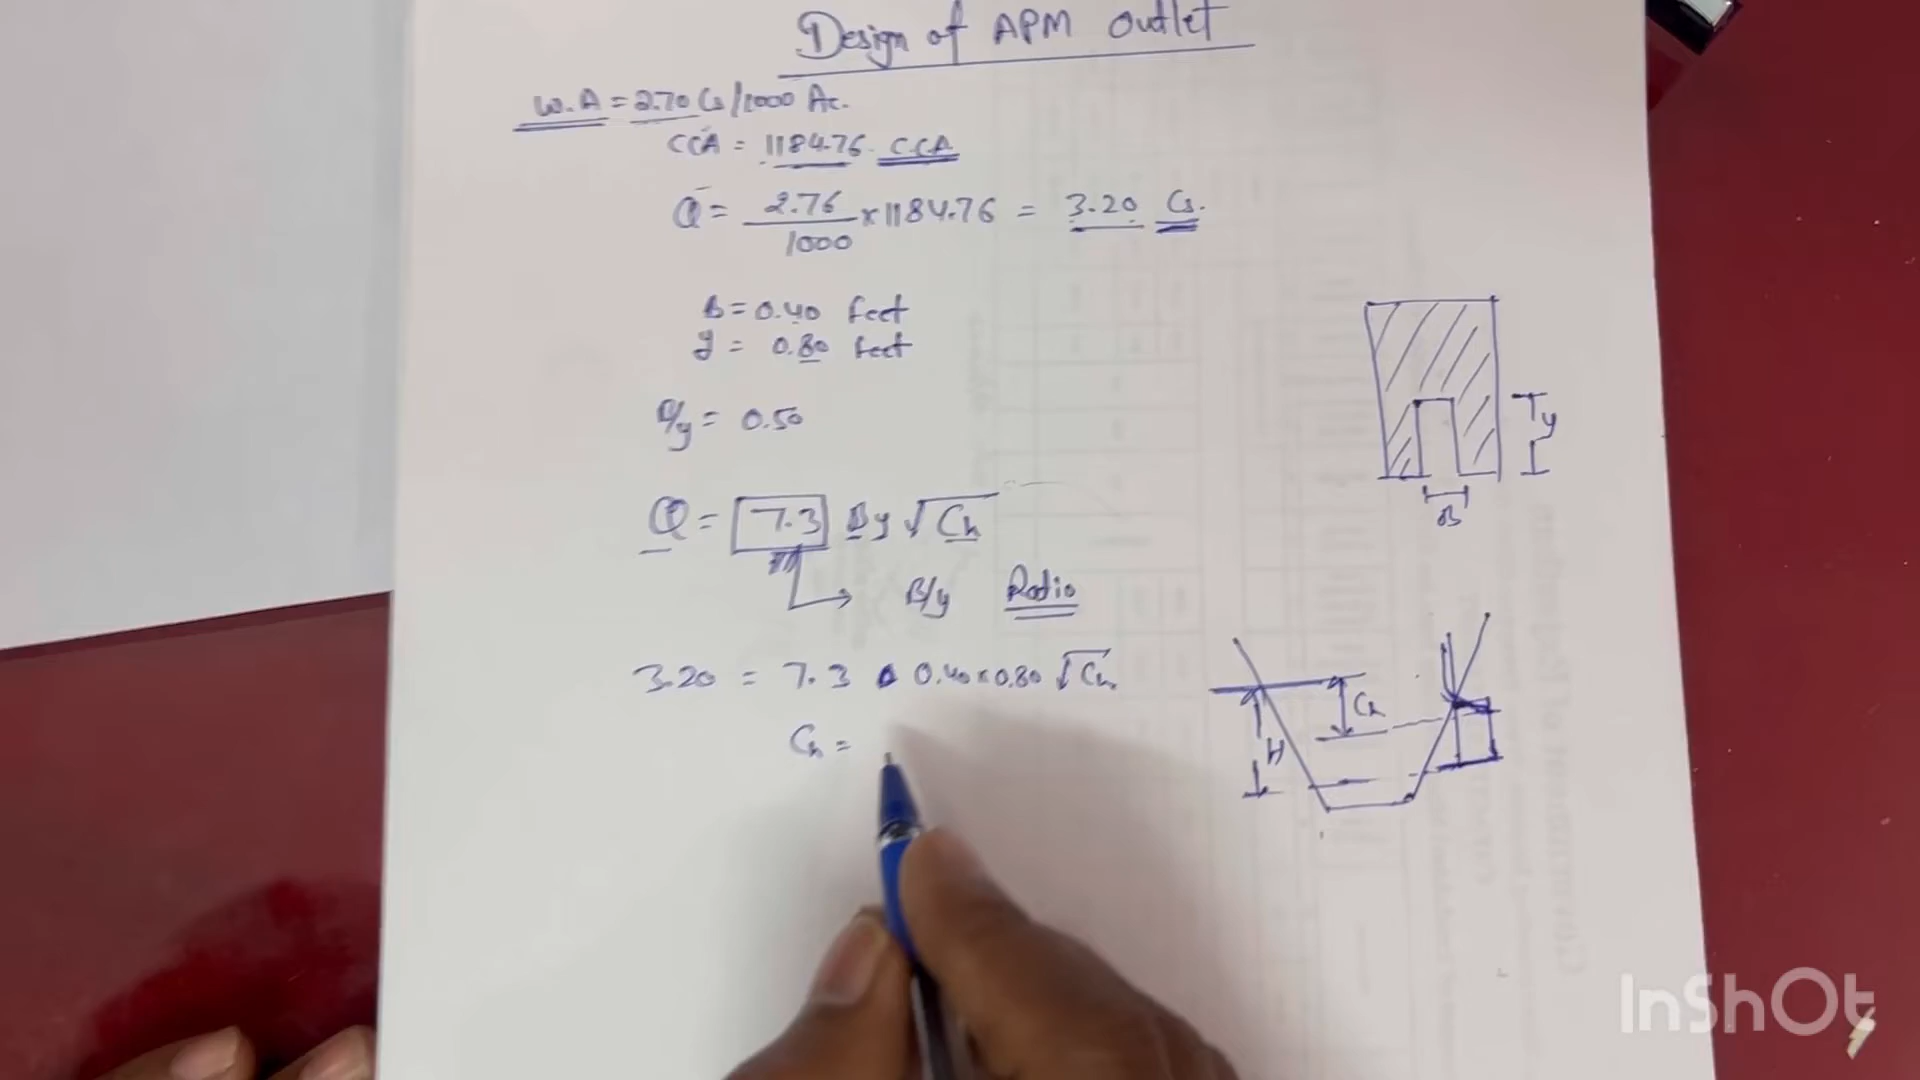 Design of APM Outlet
W.A = 2.70 Cs/1000 Ac.
CCA = 1184.76 CCA
Q = 2.76/1000 x 1184.76 = 3.20 Cs.
B = 0.40 feet
y = 0.80 feet
B/y = 0.50
Q = 7.3 By √Ch
B/y Ratio
3.20 = 7.3 0.40 x 0.80 √Ch
Ch =
y
B
Ch
H
InShOt